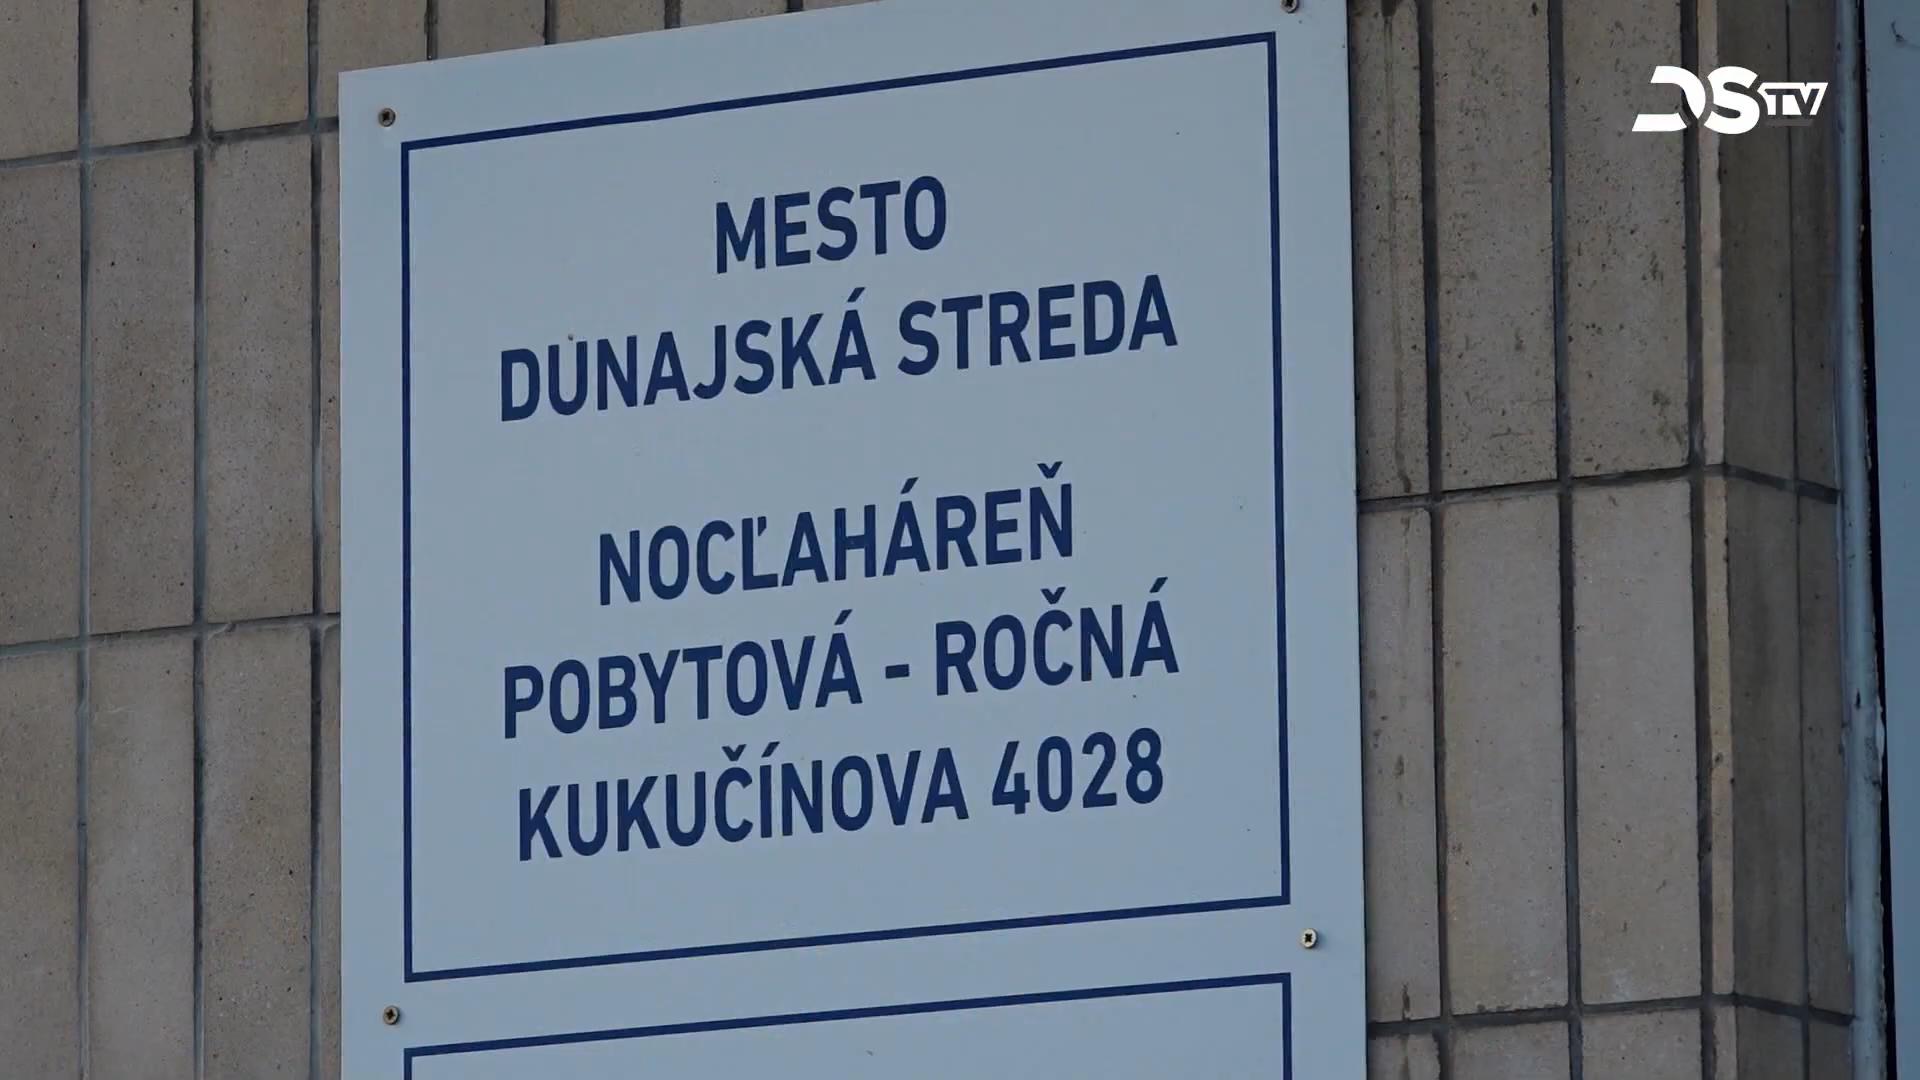 DSTV
MESTO
DUNAJSKÁ STREDA
NOCĽAHÁREŇ
POBYTOVÁ - ROČNÁ
KUKUČÍNOVA 4028